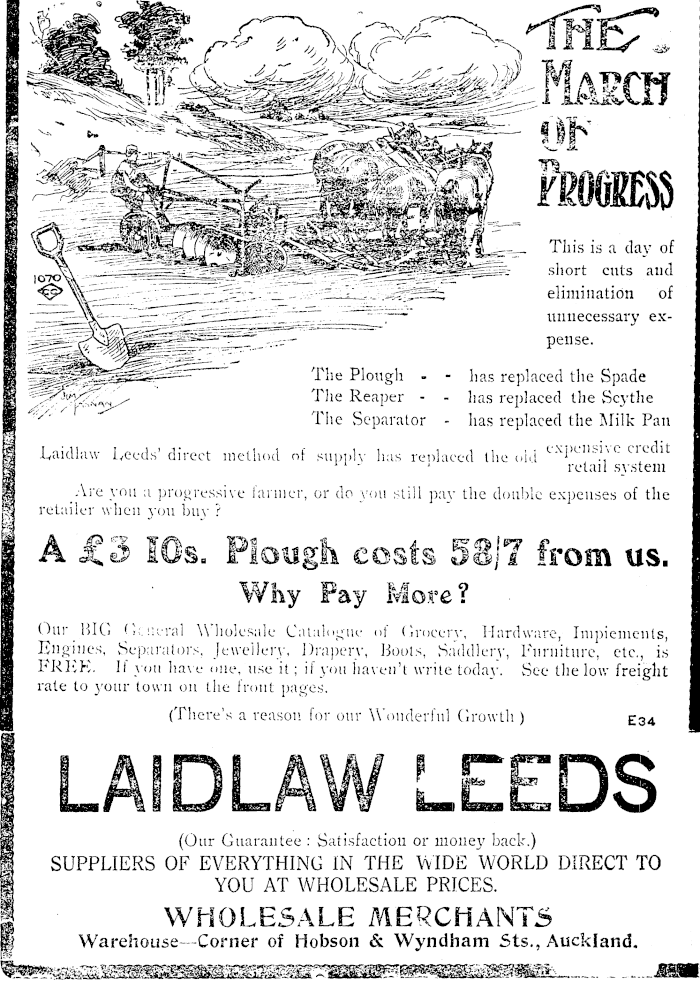 THE
MARCH
OF
PROGRESS
This is a day of
short cuts and
elimination of
unnecessary ex-
pense.
1070
The Plough - - has replaced the Spade
The Reaper - - has replaced the Scythe
The Separator - has replaced the Milk Pan
Laidlaw Leeds' direct method of supply has replaced the old expensive credit
retail system
Are you a progressive farmer, or do you still pay the double expenses of the
retailer when you buy?
A £3 10s. Plough costs 58/7 from us.
Why Pay More?
Our BIG General Wholesale Catalogue of Grocery, Hardware, Implements,
Engines, Separators, Jewellery, Drapery, Boots, Saddlery, Furniture, etc., is
FREE. If you have one, use it; if you haven't write today. See the low freight
rate to your town on the front pages.
(There's a reason for our Wonderful Growth)
E34
LAIDLAW LEEDS
(Our Guarantee: Satisfaction or money back.)
SUPPLIERS OF EVERYTHING IN THE WIDE WORLD DIRECT TO
YOU AT WHOLESALE PRICES.
WHOLESALE MERCHANTS
Warehouse—Corner of Hobson & Wyndham Sts., Auckland.